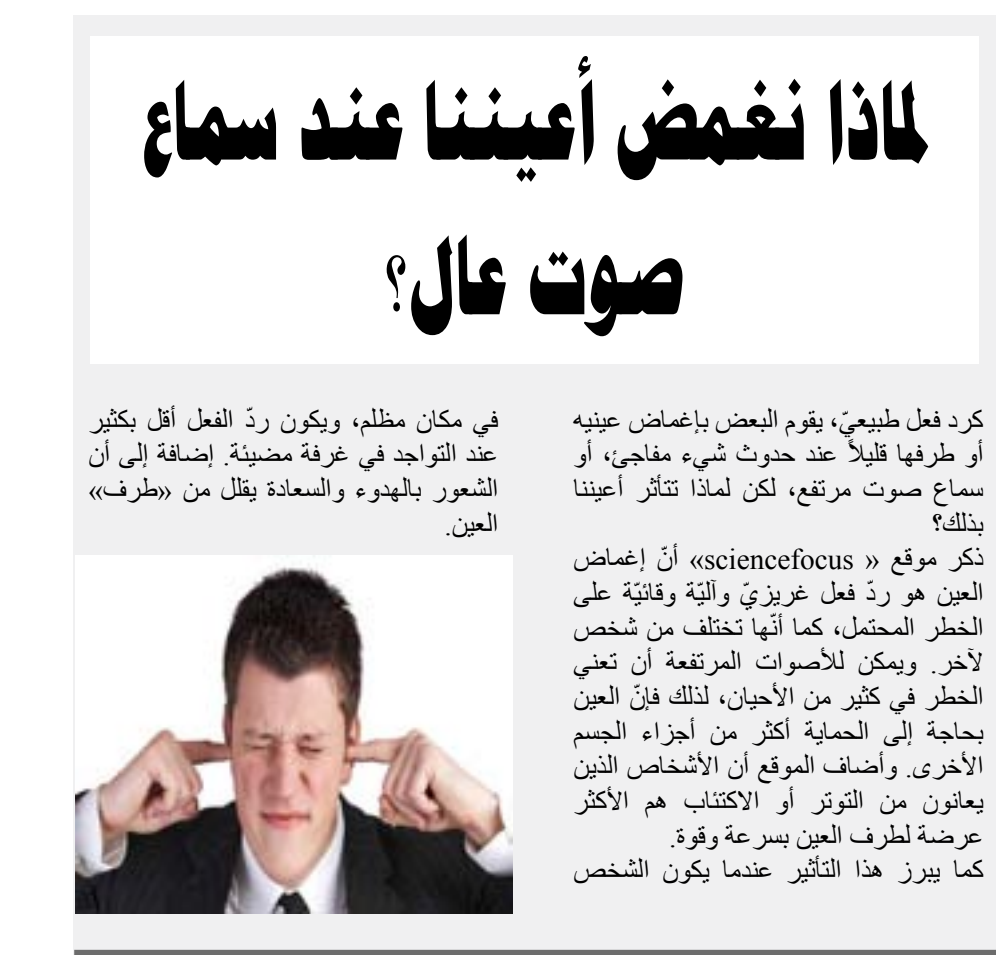 لماذا نغمض أعيننا عند سماع
صوت عال؟
كرد فعل طبيعيّ، يقوم البعض بإغماض عينيه
أو طرفها قليلاً عند حدوث شيء مفاجئ، أو
سماع صوت مرتفع، لكن لماذا تتأثر أعيننا
بذلك؟
ذكر موقع « sciencefocus» أنّ إغماض
العين هو ردّ فعل غريزيّ وآليّة وقائيّة على
الخطر المحتمل، كما أنّها تختلف من شخص
لآخر. ويمكن للأصوات المرتفعة أن تعني
الخطر في كثير من الأحيان، لذلك فإنّ العين
بحاجة إلى الحماية أكثر من أجزاء الجسم
الأخرى. وأضاف الموقع أن الأشخاص الذين
يعانون من التوتر أو الاكتئاب هم الأكثر
عرضة لطرف العين بسرعة وقوة.
كما يبرز هذا التأثير عندما يكون الشخص
في مكان مظلم، ويكون ردّ الفعل أقل بكثير
عند التواجد في غرفة مضيئة. إضافة إلى أن
الشعور بالهدوء والسعادة يقلل من «طرف»
العين.